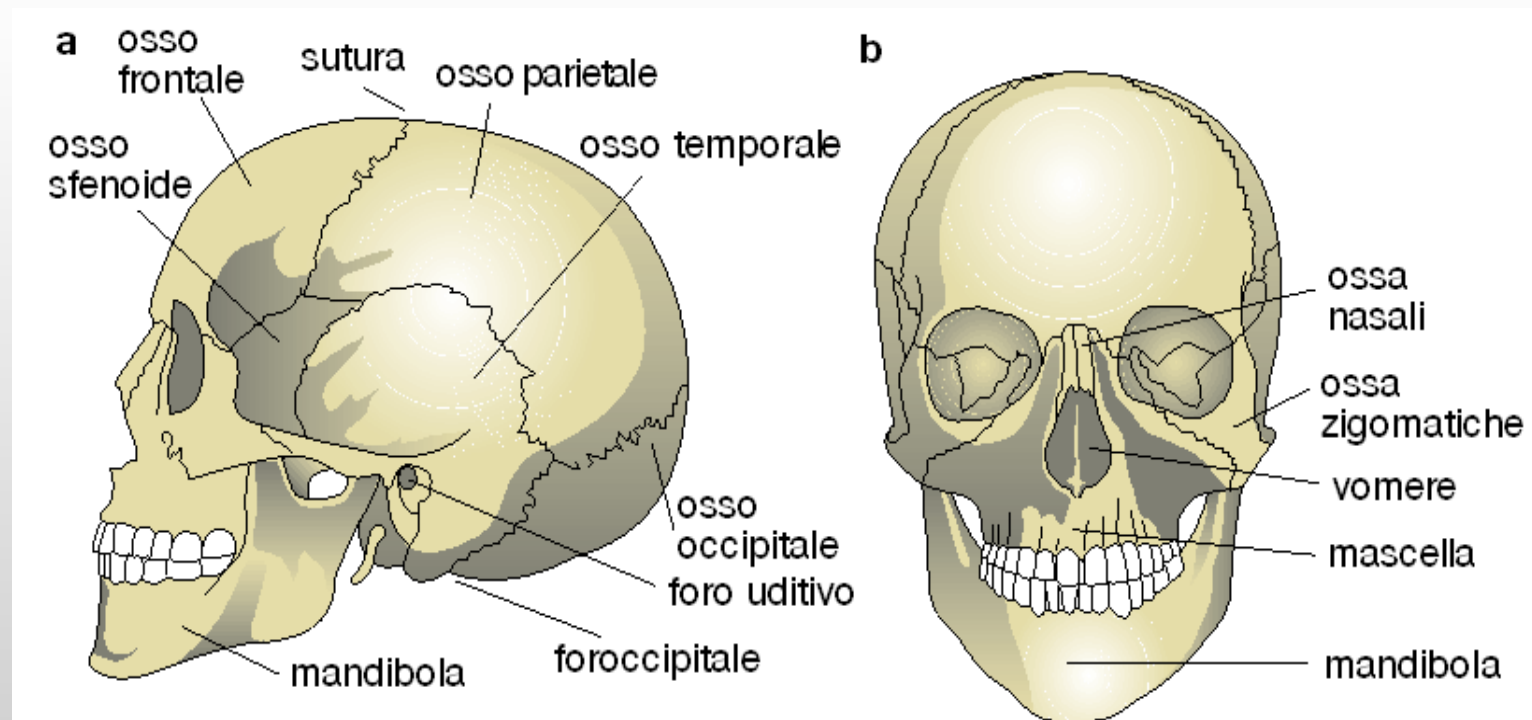 a
osso
frontale
sutura
osso parietale
osso
sfenoide
osso temporale
osso
occipitale
foro uditivo
foroccipitale
mandibola
b
ossa
nasali
ossa
zigomatiche
vomere
mascella
mandibola